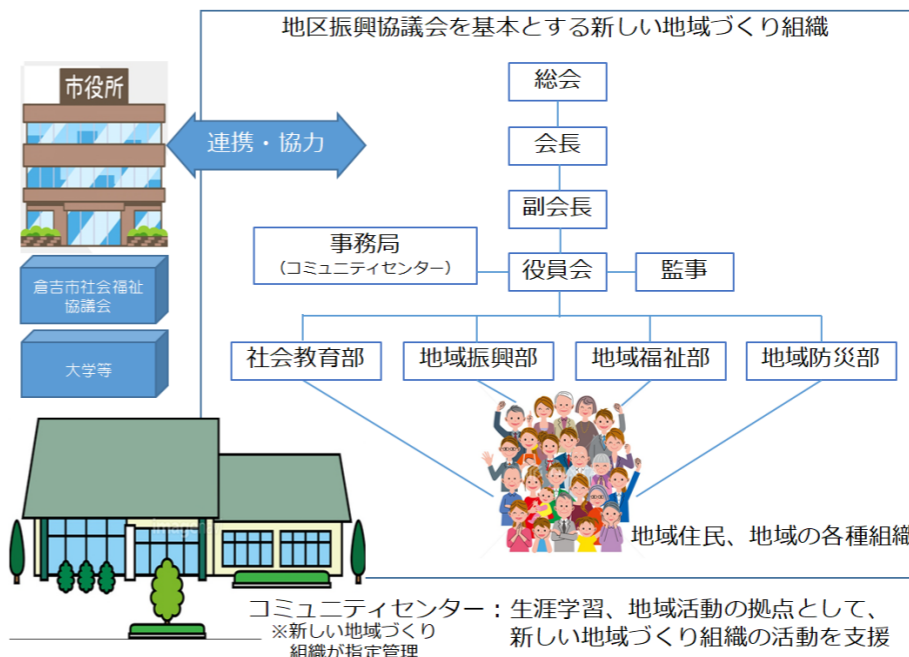 地区振興協議会を基本とする新しい地域づくり組織
市役所
総会
連携・協力
会長
副会長
事務局
（コミュニティセンター）
役員会
監事
倉吉市社会福祉
協議会
大学等
社会教育部
地域振興部
地域福祉部
地域防災部
地域住民、地域の各種組織
コミュニティセンター：生涯学習、地域活動の拠点として、
新しい地域づくり組織の活動を支援
※新しい地域づくり
組織が指定管理